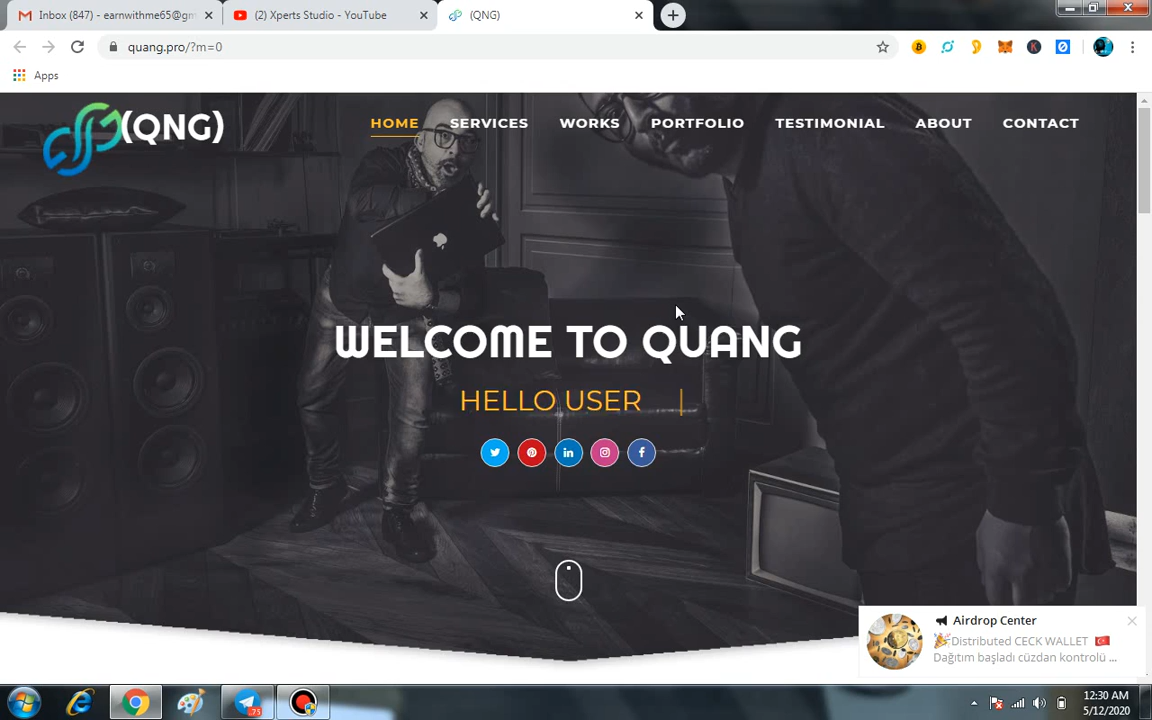 Inbox (847) - earnwithme65@gm
(2) Xperts Studio - YouTube
(QNG)
quang.pro/?m=0
Apps
(QNG)
HOME
SERVICES
WORKS
PORTFOLIO
TESTIMONIAL
ABOUT
CONTACT
WELCOME TO QUANG
HELLO USER
Airdrop Center
Distributed CECK WALLET
Dağıtım başladı cüzdan kontrolü ...
75
12:30 AM
5/12/2020